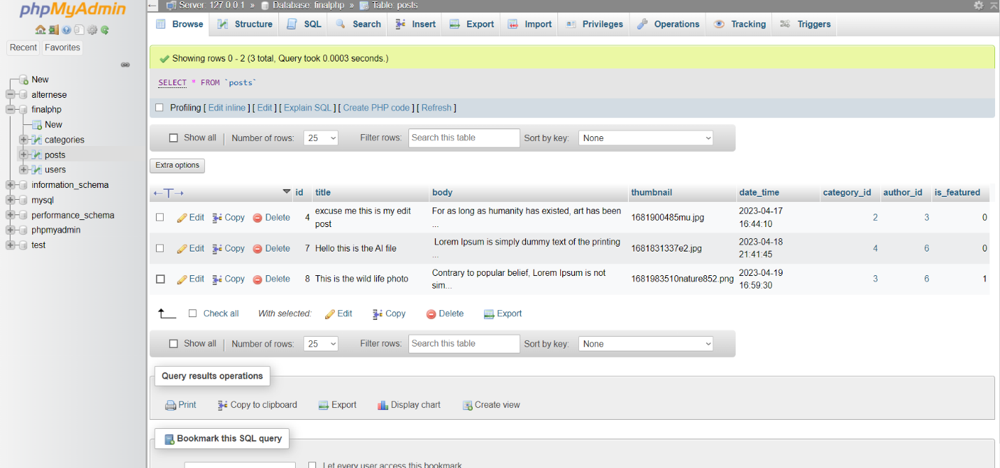 phpMyAdmin
Server: 127.0.0.1 » Database: finalphp » Table: posts
Browse Structure SQL Search Insert Export Import Privileges Operations Tracking Triggers
Recent Favorites
New
alternese
finalphp
New
categories
posts
users
information_schema
mysql
performance_schema
phpmyadmin
test
Showing rows 0 - 2 (3 total, Query took 0.0003 seconds.)
SELECT * FROM `posts`
Profiling [ Edit inline ] [ Edit ] [ Explain SQL ] [ Create PHP code ] [ Refresh ]
Show all Number of rows: 25 Filter rows: Search this table Sort by key: None
Extra options
←T→ id title body thumbnail date_time category_id author_id is_featured
Edit Copy Delete 4 excuse me this is my edit post For as long as humanity has existed, art has been ... 1681900485mu.jpg 2023-04-17 16:44:10 2 3 0
Edit Copy Delete 7 Hello this is the AI file Lorem Ipsum is simply dummy text of the printing ... 1681831337e2.jpg 2023-04-18 21:41:45 4 6 0
Edit Copy Delete 8 This is the wild life photo Contrary to popular belief, Lorem Ipsum is not sim... 1681983510nature852.png 2023-04-19 16:59:30 3 6 1
Check all With selected: Edit Copy Delete Export
Show all Number of rows: 25 Filter rows: Search this table Sort by key: None
Query results operations
Print Copy to clipboard Export Display chart Create view
Bookmark this SQL query
Let every user access this bookmark